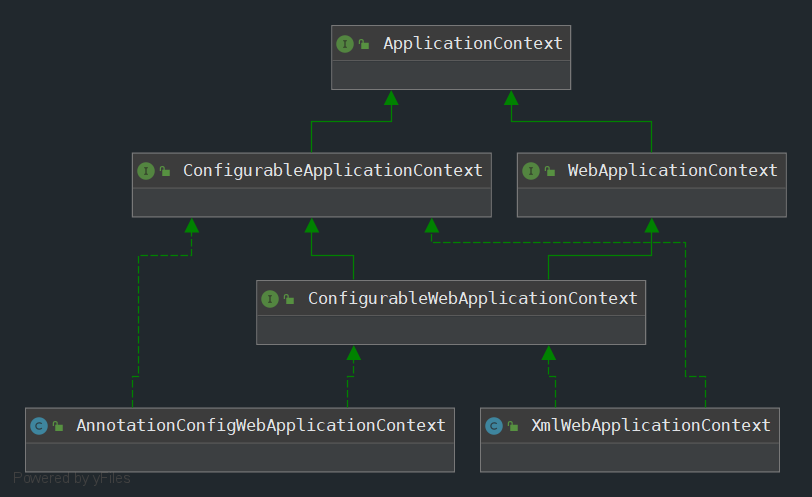 ApplicationContext
ConfigurableApplicationContext
WebApplicationContext
ConfigurableWebApplicationContext
AnnotationConfigWebApplicationContext
XmlWebApplicationContext
Powered by yFiles